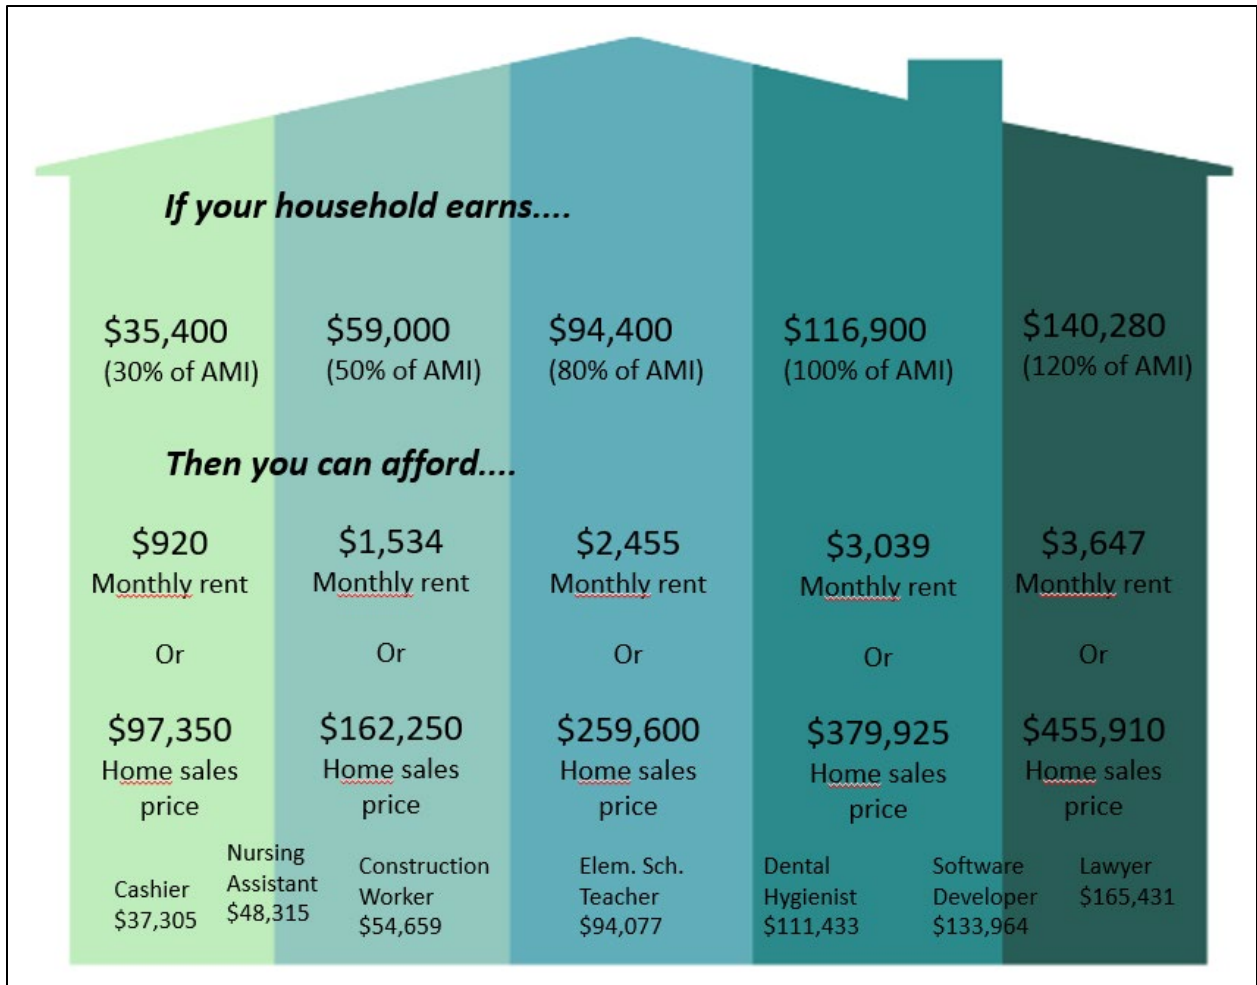 If your household earns....
$35,400
(30% of AMI)
$59,000
(50% of AMI)
$94,400
(80% of AMI)
$116,900
(100% of AMI)
$140,280
(120% of AMI)
Then you can afford....
$920
Monthly rent
Or
$97,350
Home sales
price
$1,534
Monthly rent
Or
$162,250
Home sales
price
$2,455
Monthly rent
Or
$259,600
Home sales
price
$3,039
Monthly rent
Or
$379,925
Home sales
price
$3,647
Monthly rent
Or
$455,910
Home sales
price
Cashier
$37,305
Nursing
Assistant
$48,315
Construction
Worker
$54,659
Elem. Sch.
Teacher
$94,077
Dental
Hygienist
$111,433
Software
Developer
$133,964
Lawyer
$165,431